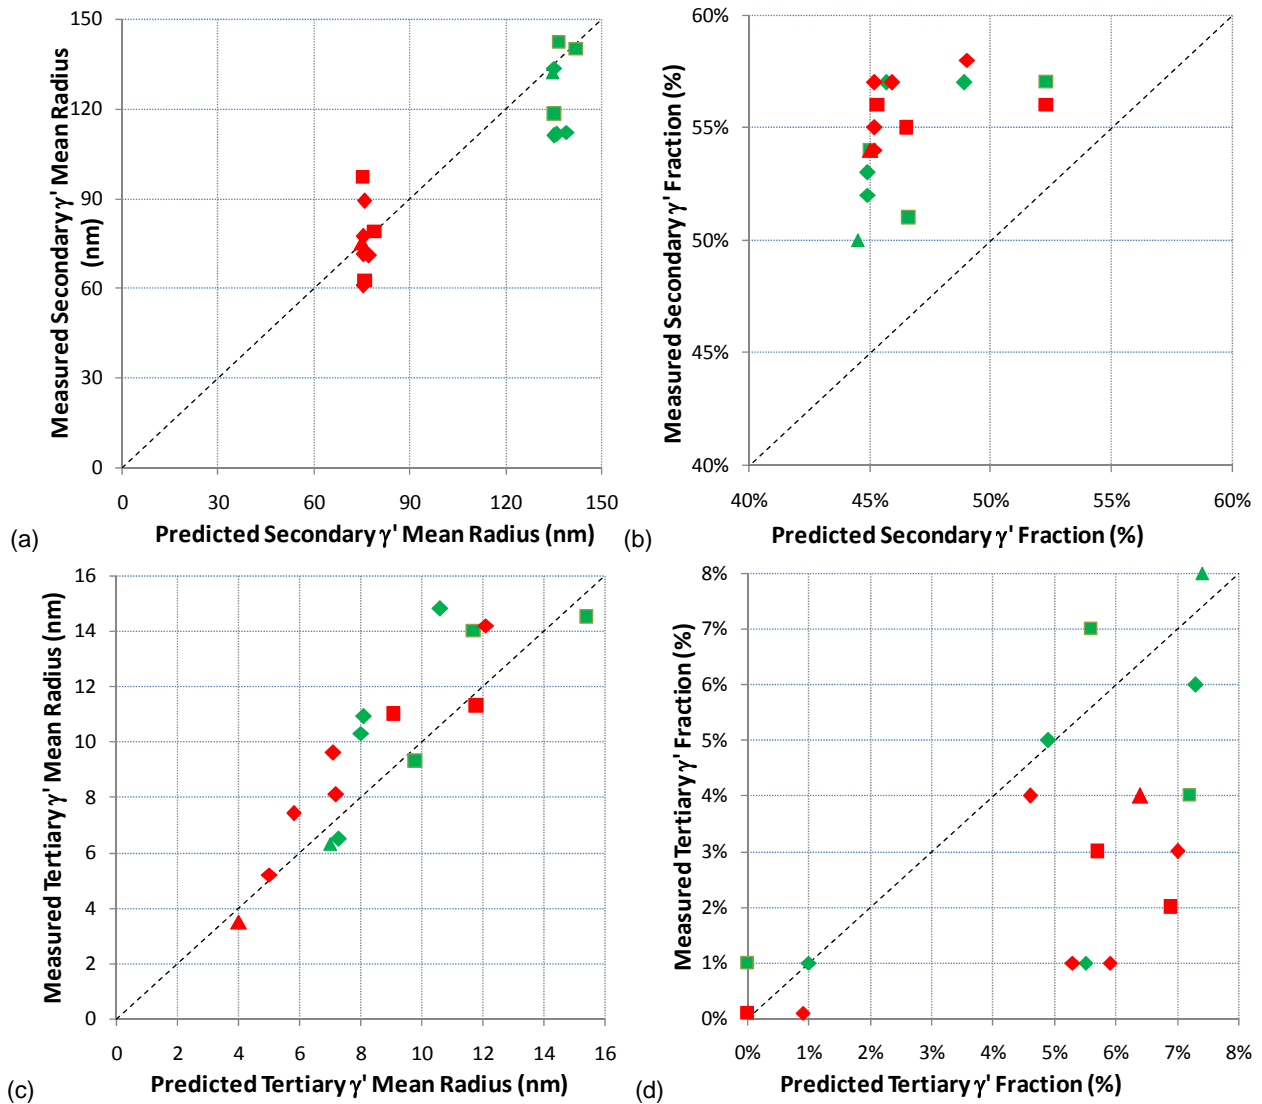 150
120
90
60
30
0
Measured Secondary γ' Mean Radius
(nm)
0 30 60 90 120 150
Predicted Secondary γ' Mean Radius (nm)
(a)
60%
55%
50%
45%
40%
Measured Secondary γ' Fraction (%)
40% 45% 50% 55% 60%
Predicted Secondary γ' Fraction (%)
(b)
16
14
12
10
8
6
4
2
0
Measured Tertiary γ' Mean Radius (nm)
0 2 4 6 8 10 12 14 16
Predicted Tertiary γ' Mean Radius (nm)
(c)
8%
7%
6%
5%
4%
3%
2%
1%
0%
Measured Tertiary γ' Fraction (%)
0% 1% 2% 3% 4% 5% 6% 7% 8%
Predicted Tertiary γ' Fraction (%)
(d)